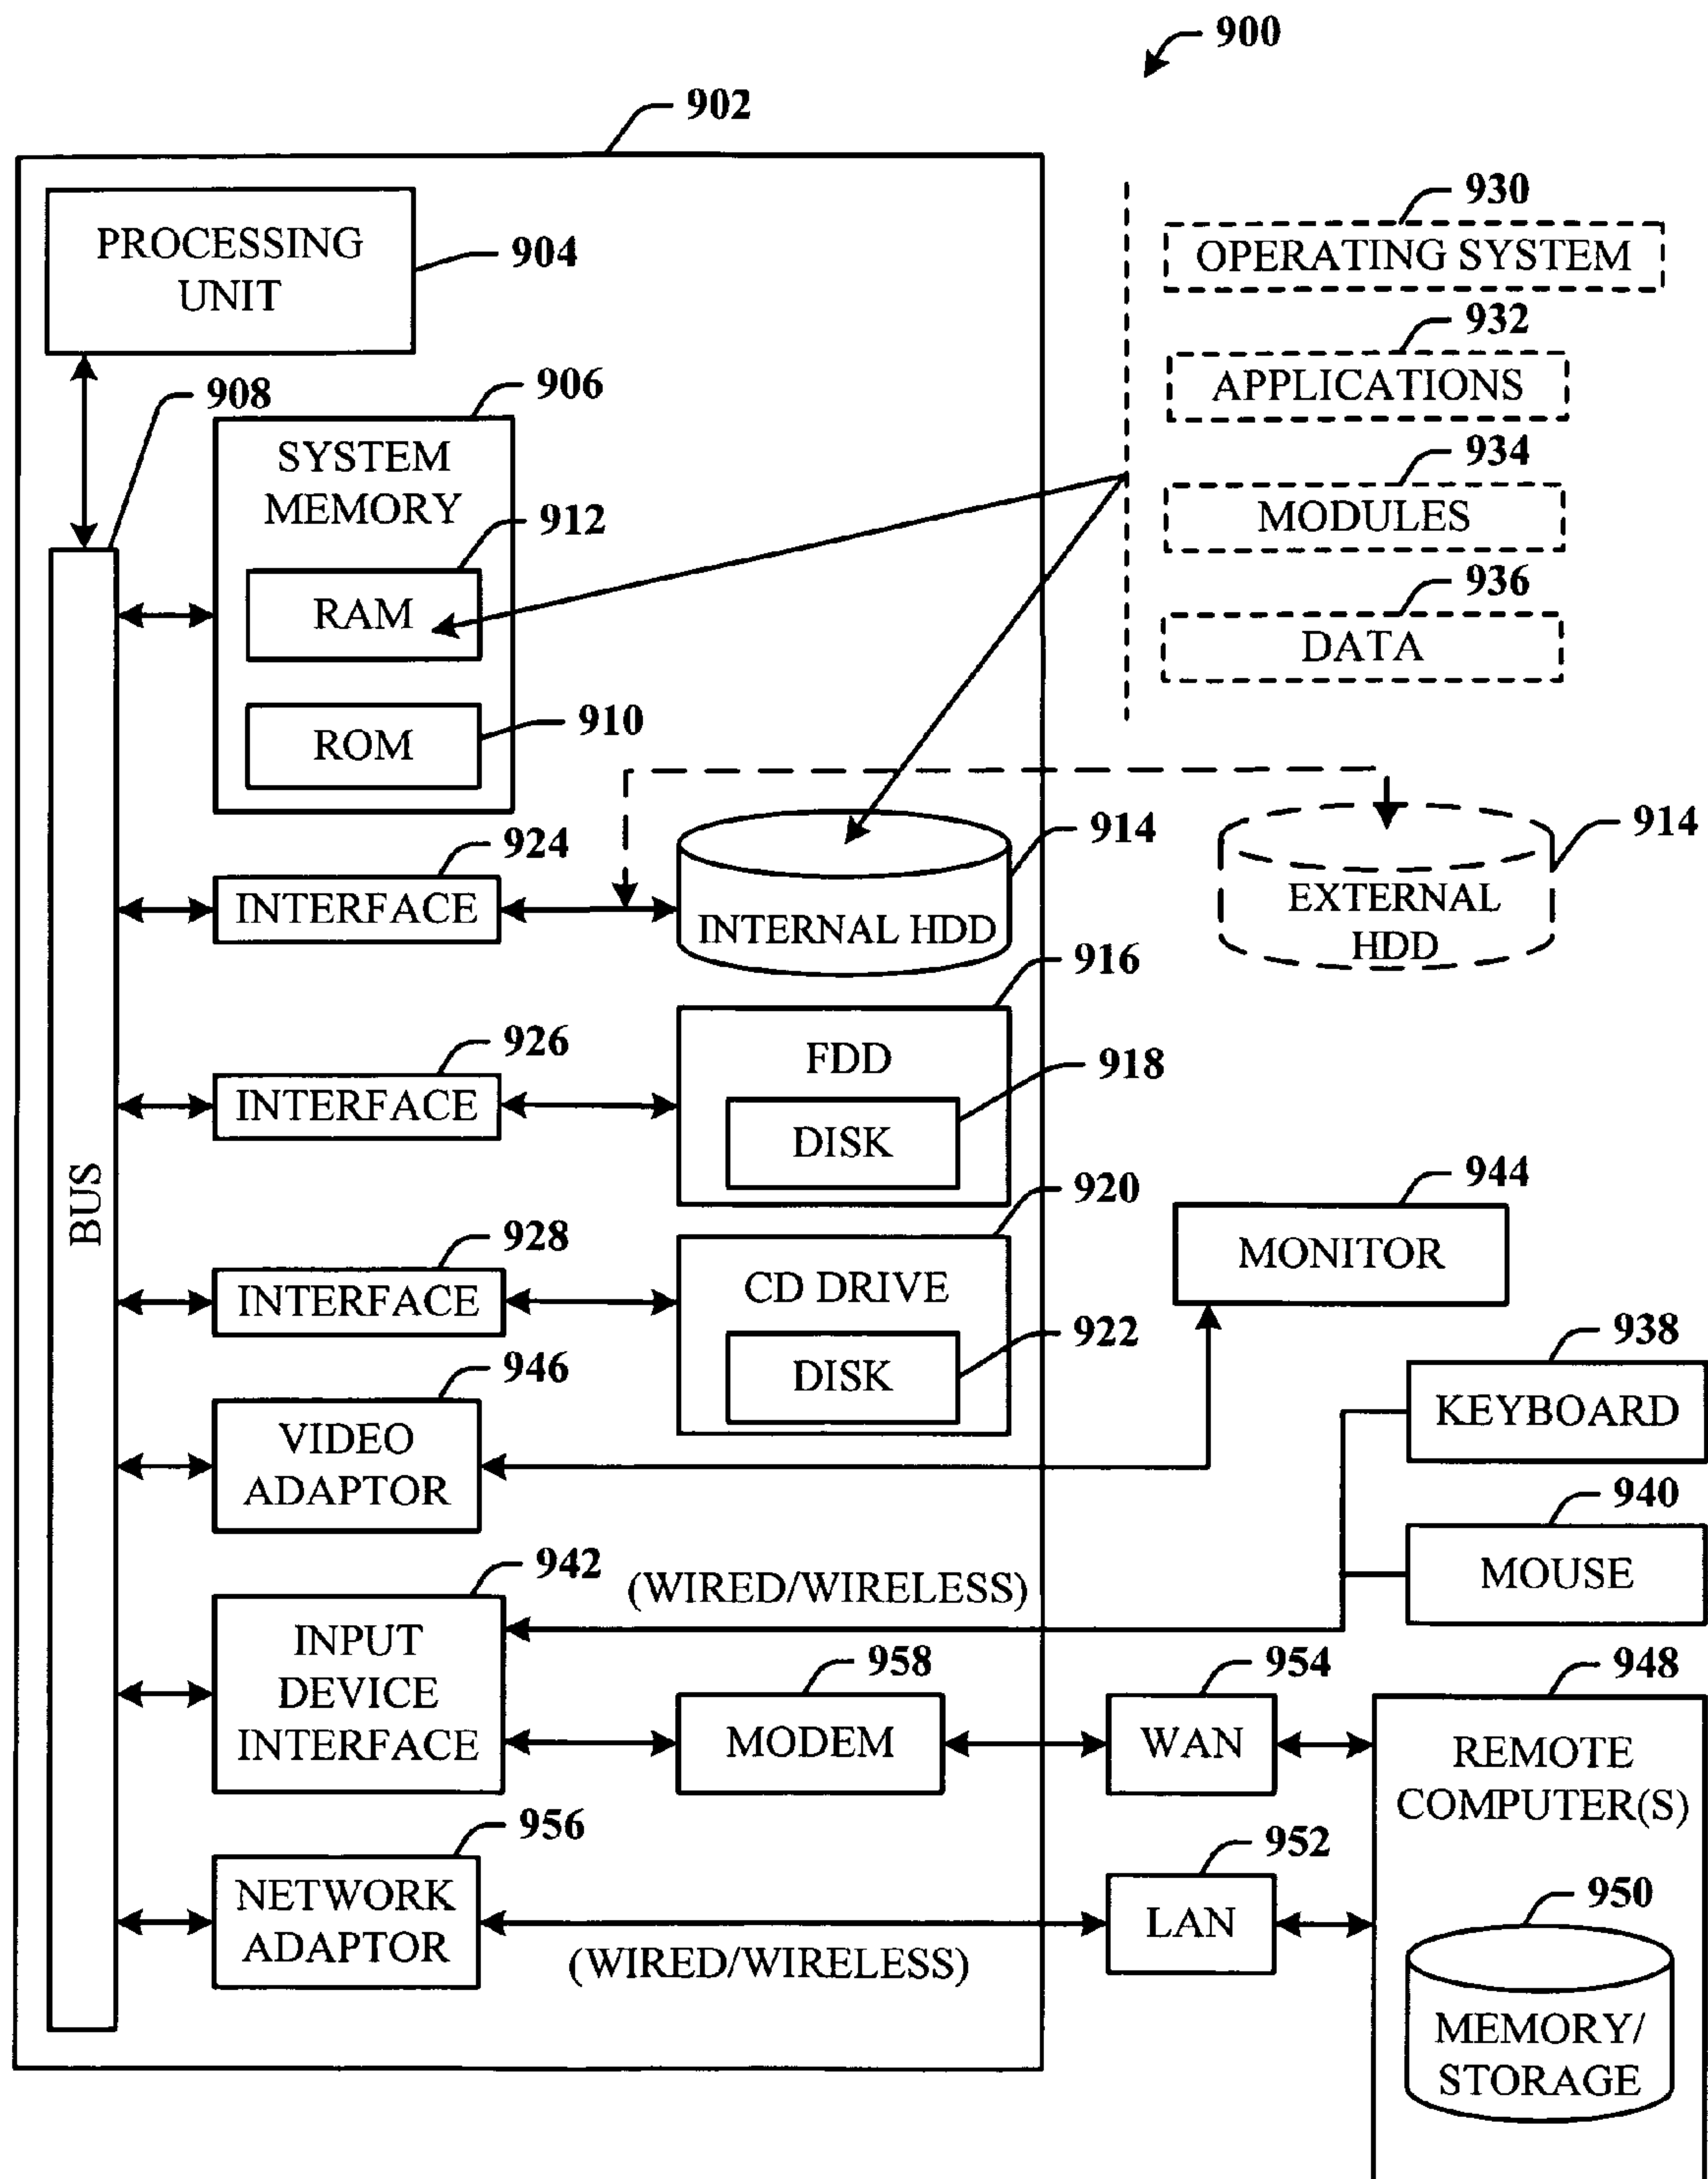 900
902
PROCESSING
UNIT
904
930
OPERATING SYSTEM
932
APPLICATIONS
934
MODULES
936
DATA
908
906
SYSTEM
MEMORY
912
RAM
910
ROM
BUS
924
INTERFACE
914
INTERNAL HDD
914
EXTERNAL
HDD
926
INTERFACE
916
FDD
918
DISK
928
INTERFACE
920
CD DRIVE
922
DISK
944
MONITOR
946
VIDEO
ADAPTOR
938
KEYBOARD
940
MOUSE
942
INPUT
DEVICE
INTERFACE
(WIRED/WIRELESS)
958
MODEM
954
WAN
948
REMOTE
COMPUTER(S)
956
NETWORK
ADAPTOR
(WIRED/WIRELESS)
952
LAN
950
MEMORY/
STORAGE